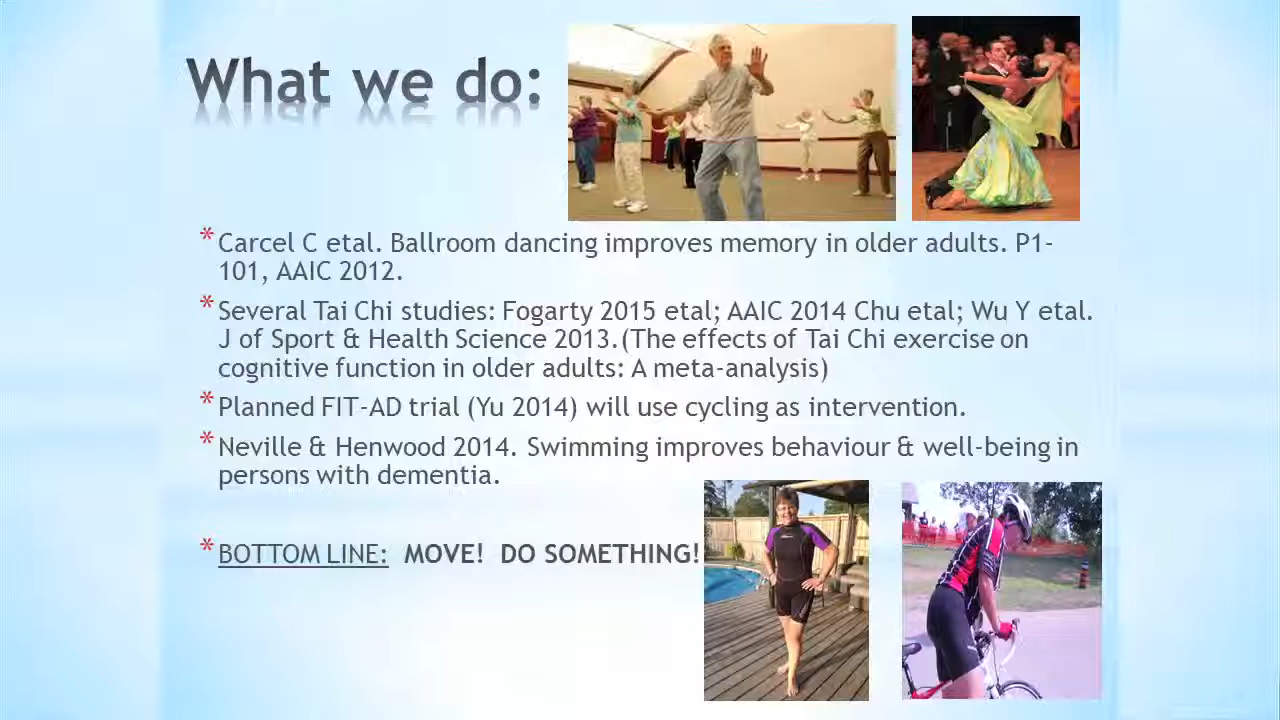 What we do:
* Carcel C etal. Ballroom dancing improves memory in older adults. P1-
101, AAIC 2012.
* Several Tai Chi studies: Fogarty 2015 etal; AAIC 2014 Chu etal; Wu Y etal.
J of Sport & Health Science 2013.(The effects of Tai Chi exercise on
cognitive function in older adults: A meta-analysis)
* Planned FIT-AD trial (Yu 2014) will use cycling as intervention.
* Neville & Henwood 2014. Swimming improves behaviour & well-being in
persons with dementia.
* BOTTOM LINE: MOVE! DO SOMETHING!